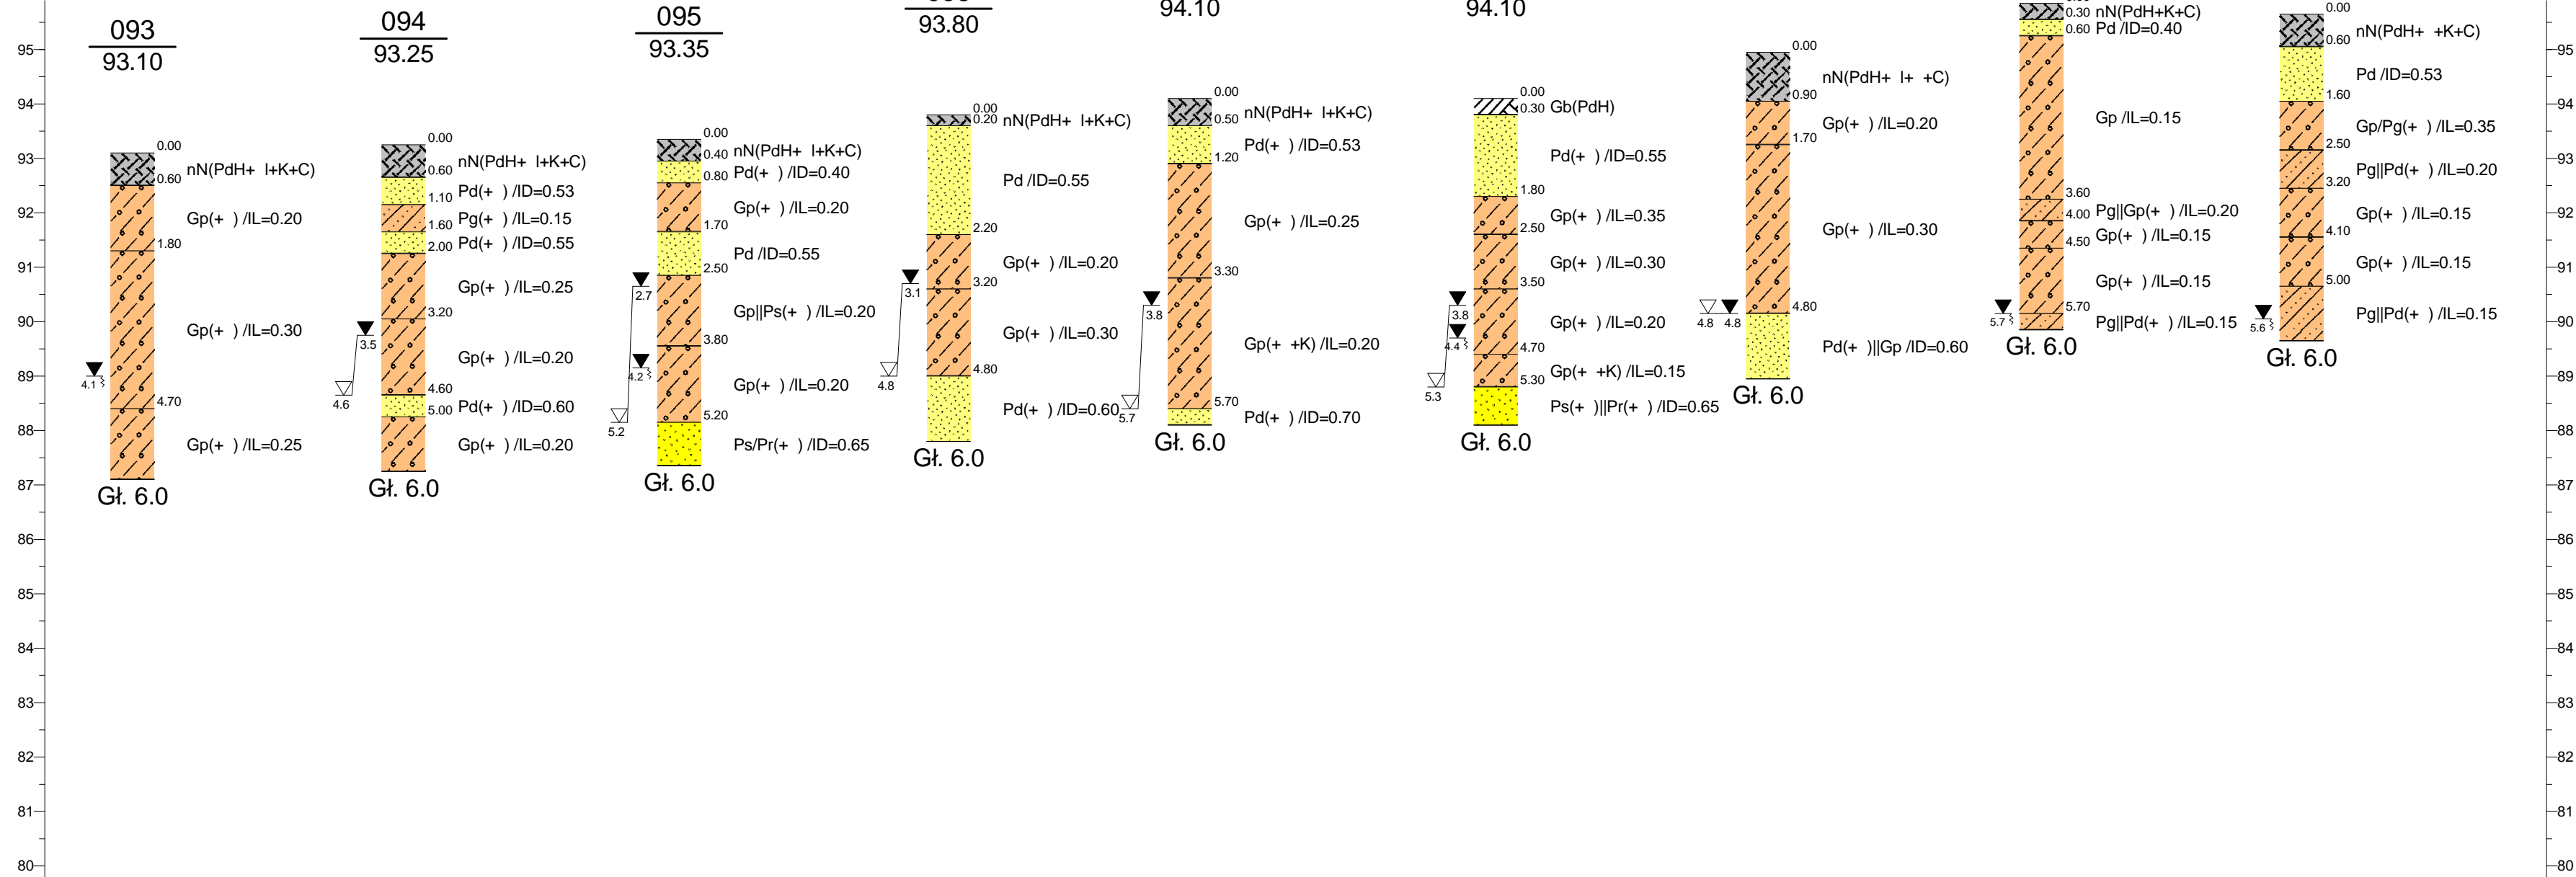 093
93.10
0.00
nN(PdH+  l+K+C)
0.60
Gp(+  ) /IL=0.20
1.80
Gp(+  ) /IL=0.30
4.1
4.70
Gp(+  ) /IL=0.25
Gł. 6.0
094
93.25
0.00
nN(PdH+  l+K+C)
0.60
Pd(+  ) /ID=0.53
1.10
Pg(+  ) /IL=0.15
1.60
Pd(+  ) /ID=0.55
2.00
Gp(+  ) /IL=0.25
3.20
3.5
Gp(+  ) /IL=0.20
4.60
4.6
Pd(+  ) /ID=0.60
5.00
Gp(+  ) /IL=0.20
Gł. 6.0
095
93.35
0.00
nN(PdH+  l+K+C)
0.40
Pd(+  ) /ID=0.40
0.80
Gp(+  ) /IL=0.20
1.70
Pd /ID=0.55
2.50
2.7
Gp||Ps(+  ) /IL=0.20
3.80
4.2
Gp(+  ) /IL=0.20
5.20
5.2
Ps/Pr(+  ) /ID=0.65
Gł. 6.0
93.80
0.00
0.20
nN(PdH+  l+K+C)
Pd /ID=0.55
2.20
Gp(+  ) /IL=0.20
3.1
3.20
Gp(+  ) /IL=0.30
4.80
4.8
Pd(+  ) /ID=0.60
Gł. 6.0
94.10
0.00
nN(PdH+  l+K+C)
0.50
Pd(+  ) /ID=0.53
1.20
Gp(+  ) /IL=0.25
3.30
3.8
Gp(+  +K) /IL=0.20
5.70
5.7
Pd(+  ) /ID=0.70
Gł. 6.0
94.10
0.00
0.30
Gb(PdH)
Pd(+  ) /ID=0.55
1.80
Gp(+  ) /IL=0.35
2.50
Gp(+  ) /IL=0.30
3.50
3.8
Gp(+  ) /IL=0.20
4.4
4.70
Gp(+  +K) /IL=0.15
5.30
5.3
Ps(+  )||Pr(+  ) /ID=0.65
Gł. 6.0
0.00
nN(PdH+  l+  +C)
0.90
Gp(+  ) /IL=0.20
1.70
Gp(+  ) /IL=0.30
4.80
4.8
4.8
Pd(+  )||Gp /ID=0.60
Gł. 6.0
0.30
nN(PdH+K+C)
0.60
Pd /ID=0.40
Gp /IL=0.15
3.60
Pg||Gp(+  ) /IL=0.20
4.00
Gp(+  ) /IL=0.15
4.50
Gp(+  ) /IL=0.15
5.70
5.7
Pg||Pd(+  ) /IL=0.15
Gł. 6.0
0.00
nN(PdH+  +K+C)
0.60
Pd /ID=0.53
1.60
Gp/Pg(+  ) /IL=0.35
2.50
Pg||Pd(+  ) /IL=0.20
3.20
Gp(+  ) /IL=0.15
4.10
Gp(+  ) /IL=0.15
5.00
5.6
Pg||Pd(+  ) /IL=0.15
Gł. 6.0
95
94
93
92
91
90
89
88
87
86
85
84
83
82
81
80
95
94
93
92
91
90
89
88
87
86
85
84
83
82
81
80